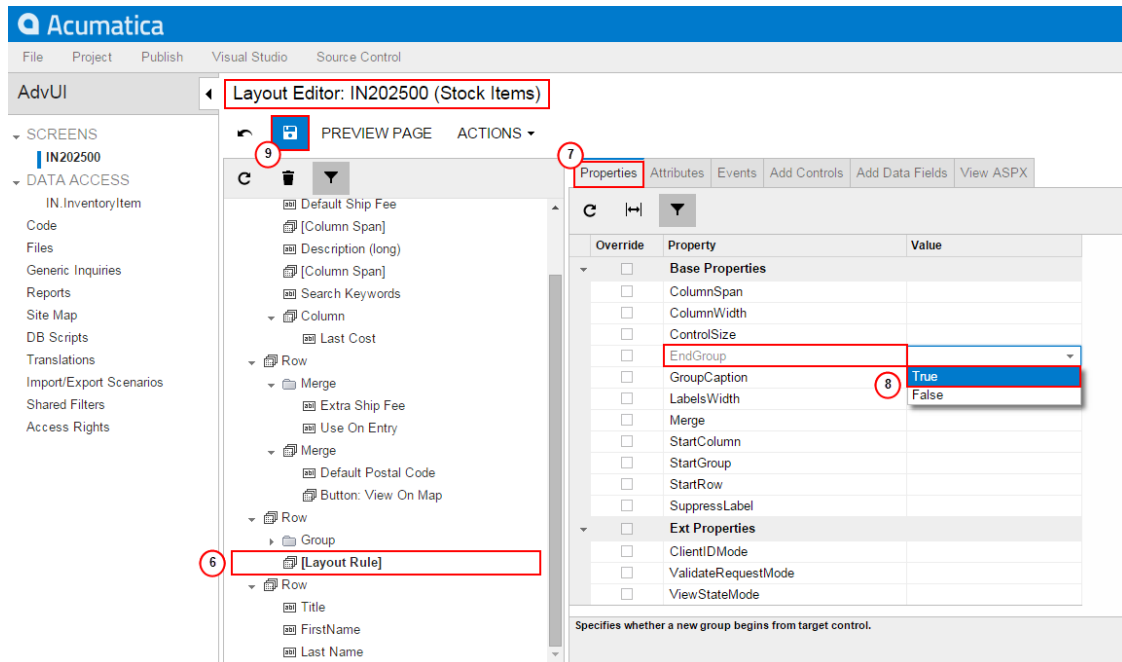 Acumatica
File Project Publish Visual Studio Source Control
AdvUI
Layout Editor: IN202500 (Stock Items)
SCREENS
IN202500
DATA ACCESS
IN.InventoryItem
Code
Files
Generic Inquiries
Reports
Site Map
DB Scripts
Translations
Import/Export Scenarios
Shared Filters
Access Rights
PREVIEW PAGE ACTIONS
9
Default Ship Fee
[Column Span]
Description (long)
[Column Span]
Search Keywords
Column
Last Cost
Row
Merge
Extra Ship Fee
Use On Entry
Merge
Default Postal Code
Button: View On Map
Row
Group
6
[Layout Rule]
Row
Title
FirstName
Last Name
7
Properties Attributes Events Add Controls Add Data Fields View ASPX
Override Property Value
Base Properties
ColumnSpan
ColumnWidth
ControlSize
EndGroup
GroupCaption
8
True
LabelsWidth
False
Merge
StartColumn
StartGroup
StartRow
SuppressLabel
Ext Properties
ClientIDMode
ValidateRequestMode
ViewStateMode
Specifies whether a new group begins from target control.